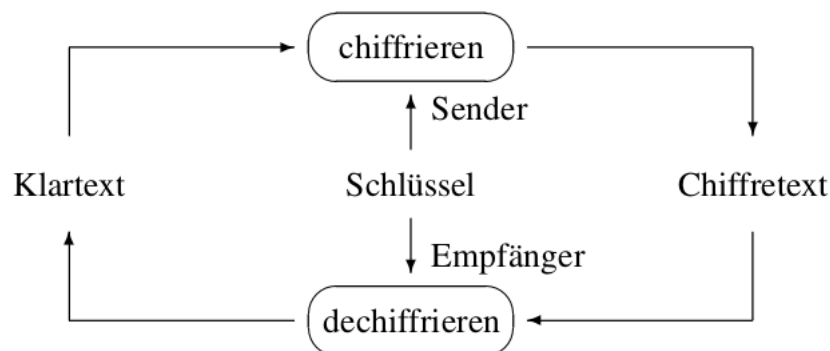 chiffrieren
Sender
Klartext Schlüssel Chiffretext
Empfänger
dechiffrieren